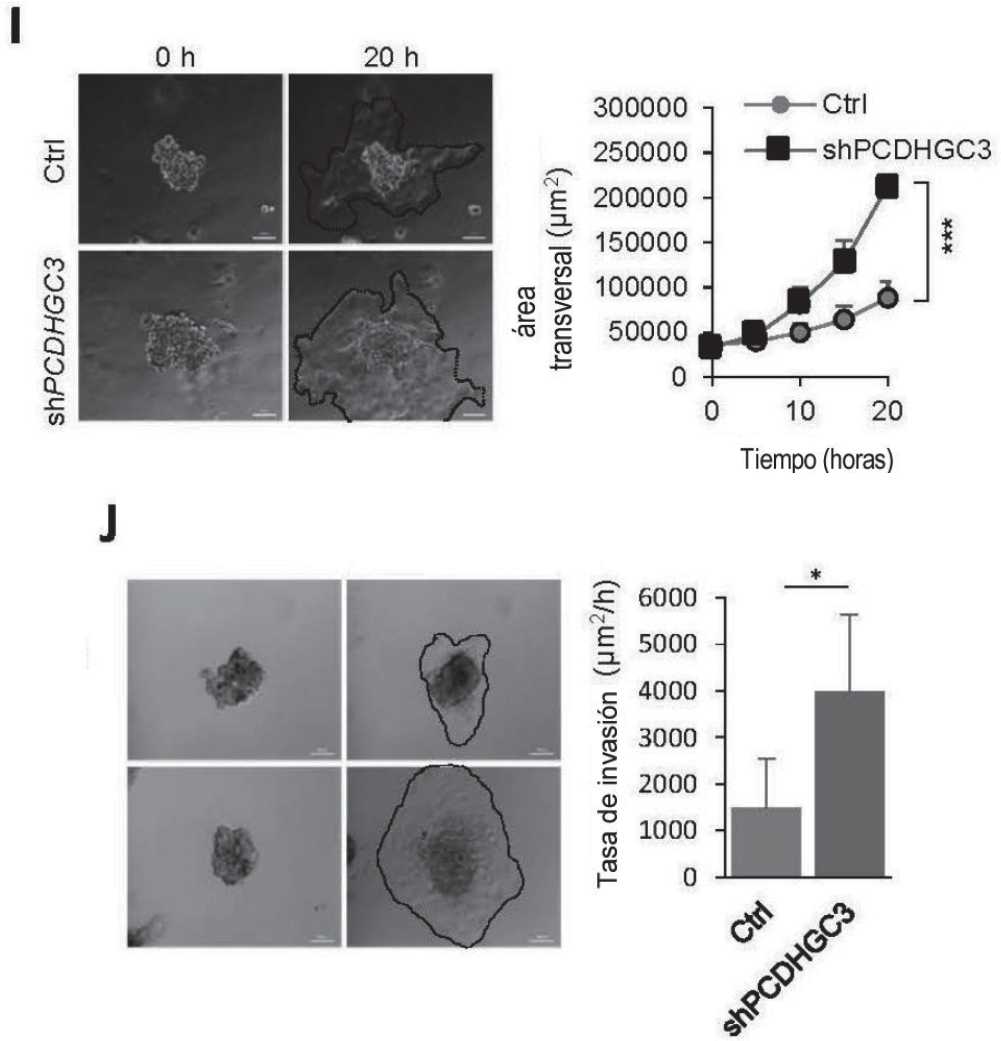 I
0 h
20 h
Ctrl
shPCDHGC3
área
transversal (µm²)
300000
250000
200000
150000
100000
50000
0
0
10
20
Tiempo (horas)
Ctrl
shPCDHGC3
***
J
Tasa de invasión (µm²/h)
6000
5000
4000
3000
2000
1000
0
*
Ctrl
shPCDHGC3